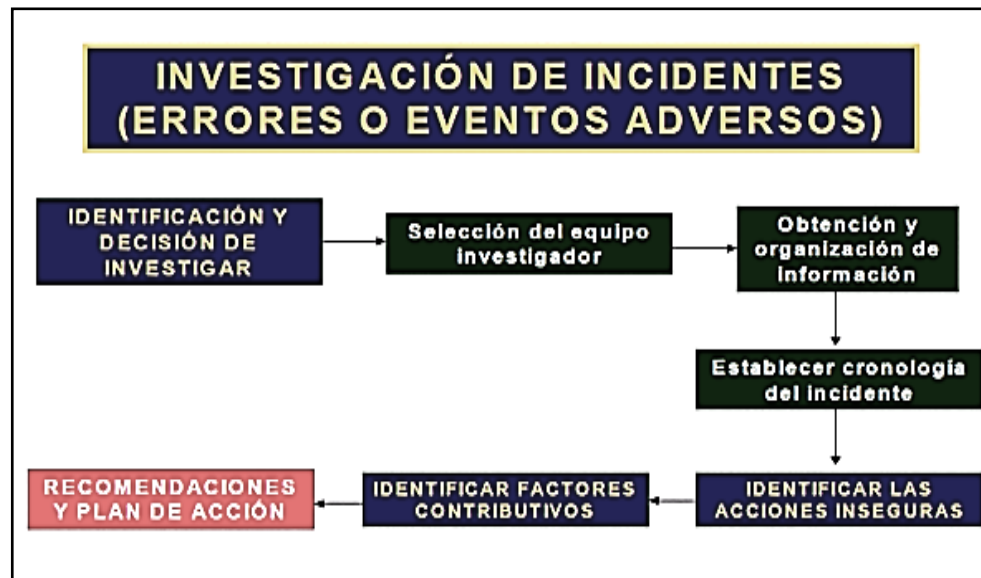 INVESTIGACIÓN DE INCIDENTES
(ERRORES O EVENTOS ADVERSOS)
IDENTIFICACIÓN Y
DECISIÓN DE
INVESTIGAR
Selección del equipo
investigador
Obtención y
organización de
información
Establecer cronología
del incidente
IDENTIFICAR LAS
ACCIONES INSEGURAS
IDENTIFICAR FACTORES
CONTRIBUTIVOS
RECOMENDACIONES
Y PLAN DE ACCIÓN